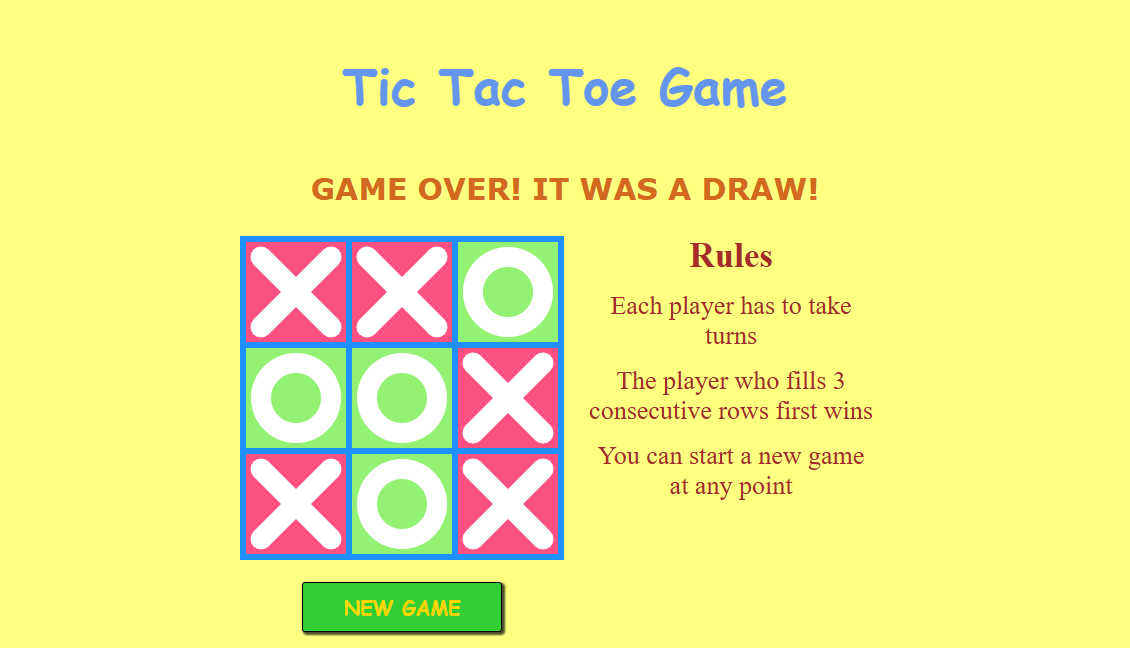 Tic Tac Toe Game
GAME OVER! IT WAS A DRAW!
X X O
O O X
X O X
Rules
Each player has to take
turns
The player who fills 3
consecutive rows first wins
You can start a new game
at any point
NEW GAME